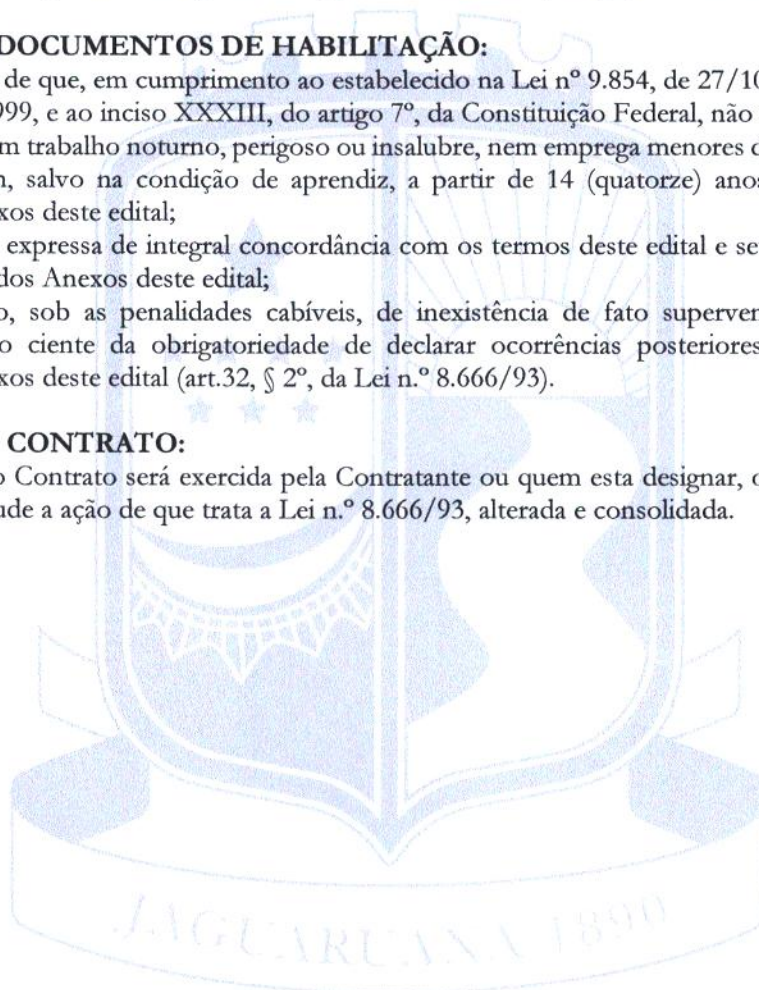 DOCUMENTOS DE HABILITAÇÃO:
de que, em cumprimento ao estabelecido na Lei nº 9.854, de 27/10
999, e ao inciso XXXIII, do artigo 7º, da Constituição Federal, não
m trabalho noturno, perigoso ou insalubre, nem emprega menores d
n, salvo na condição de aprendiz, a partir de 14 (quatorze) anos
xos deste edital;
expressa de integral concordância com os termos deste edital e se
dos Anexos deste edital;
o, sob as penalidades cabíveis, de inexistência de fato superven
o ciente da obrigatoriedade de declarar ocorrências posteriores
xos deste edital (art.32, § 2º, da Lei n.º 8.666/93).
CONTRATO:
o Contrato será exercida pela Contratante ou quem esta designar, o
ude a ação de que trata a Lei n.º 8.666/93, alterada e consolidada.
JAGUARUANA 1890